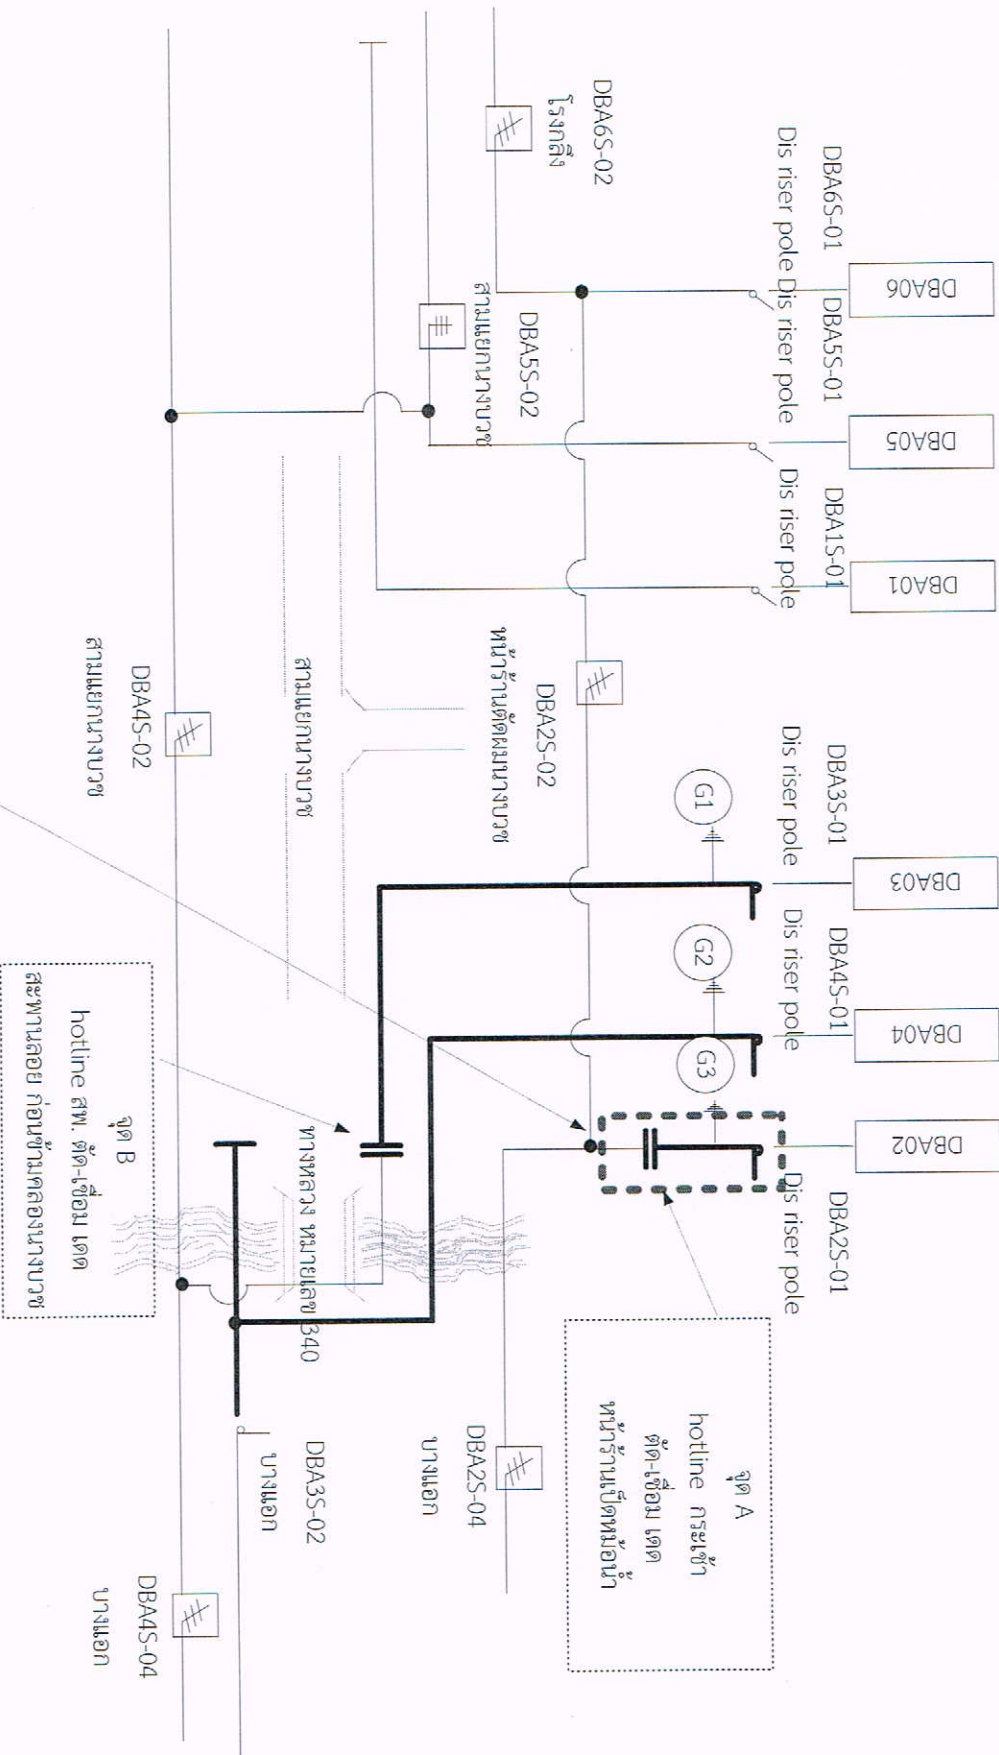 DBA06
DBA05
DBA01
DBA03
DBA04
DBA02
DBA6S-01
Dis riser pole
DBA5S-01
Dis riser pole
DBA1S-01
Dis riser pole
DBA3S-01
Dis riser pole
DBA4S-01
Dis riser pole
DBA2S-01
Dis riser pole
G1
G2
G3
DBA6S-02
โรงกลึง
DBA5S-02
สามแยกนางบวช
DBA2S-02
หน้าร้านตัดผมนางบวช
จุด A
hotline กระเช้า
ตัด-เชื่อม เดด
หน้าร้านเป็ดหม้อน้ำ
DBA2S-04
บางแอก
สามแยกนางบวช
ทางหลวง หมายเลข 340
DBA3S-02
บางแอก
DBA4S-02
สามแยกนางบวช
จุด B
hotline สพ. ตัด-เชื่อม เดด
สะพานลอย ก่อนข้ามคลองนางบวช
DBA4S-04
บางแอก